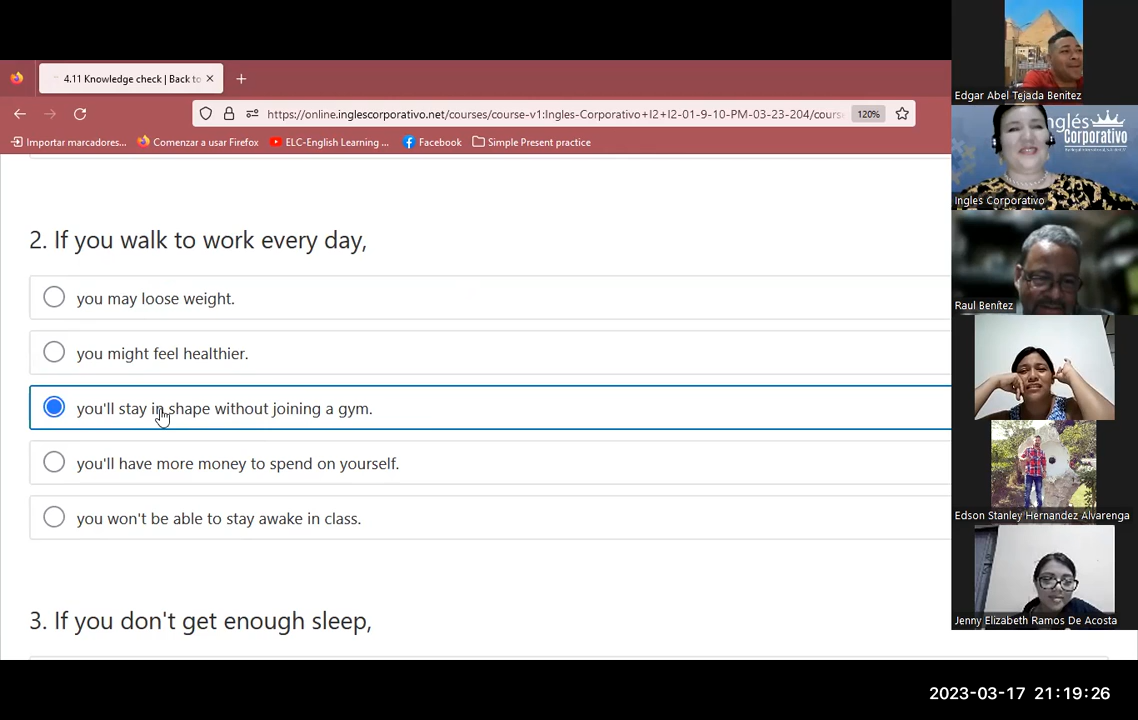 4.11 Knowledge check | Back to
https://online.inglescorporativo.net/courses/course-v1:Ingles-Corporativo+I2+I2-01-9-10-PM-03-23-204/cours
120%
Importar marcadores...
Comenzar a usar Firefox
ELC-English Learning ...
Facebook
Simple Present practice
2. If you walk to work every day,
you may loose weight.
you might feel healthier.
you'll stay in shape without joining a gym.
you'll have more money to spend on yourself.
you won't be able to stay awake in class.
3. If you don't get enough sleep,
Edgar Abel Tejada Benitez
Inglés
Corporativo
Ingles Corporativo
Raul Benítez
Edson Stanley Hernandez Alvarenga
Jenny Elizabeth Ramos De Acosta
2023-03-17 21:19:26